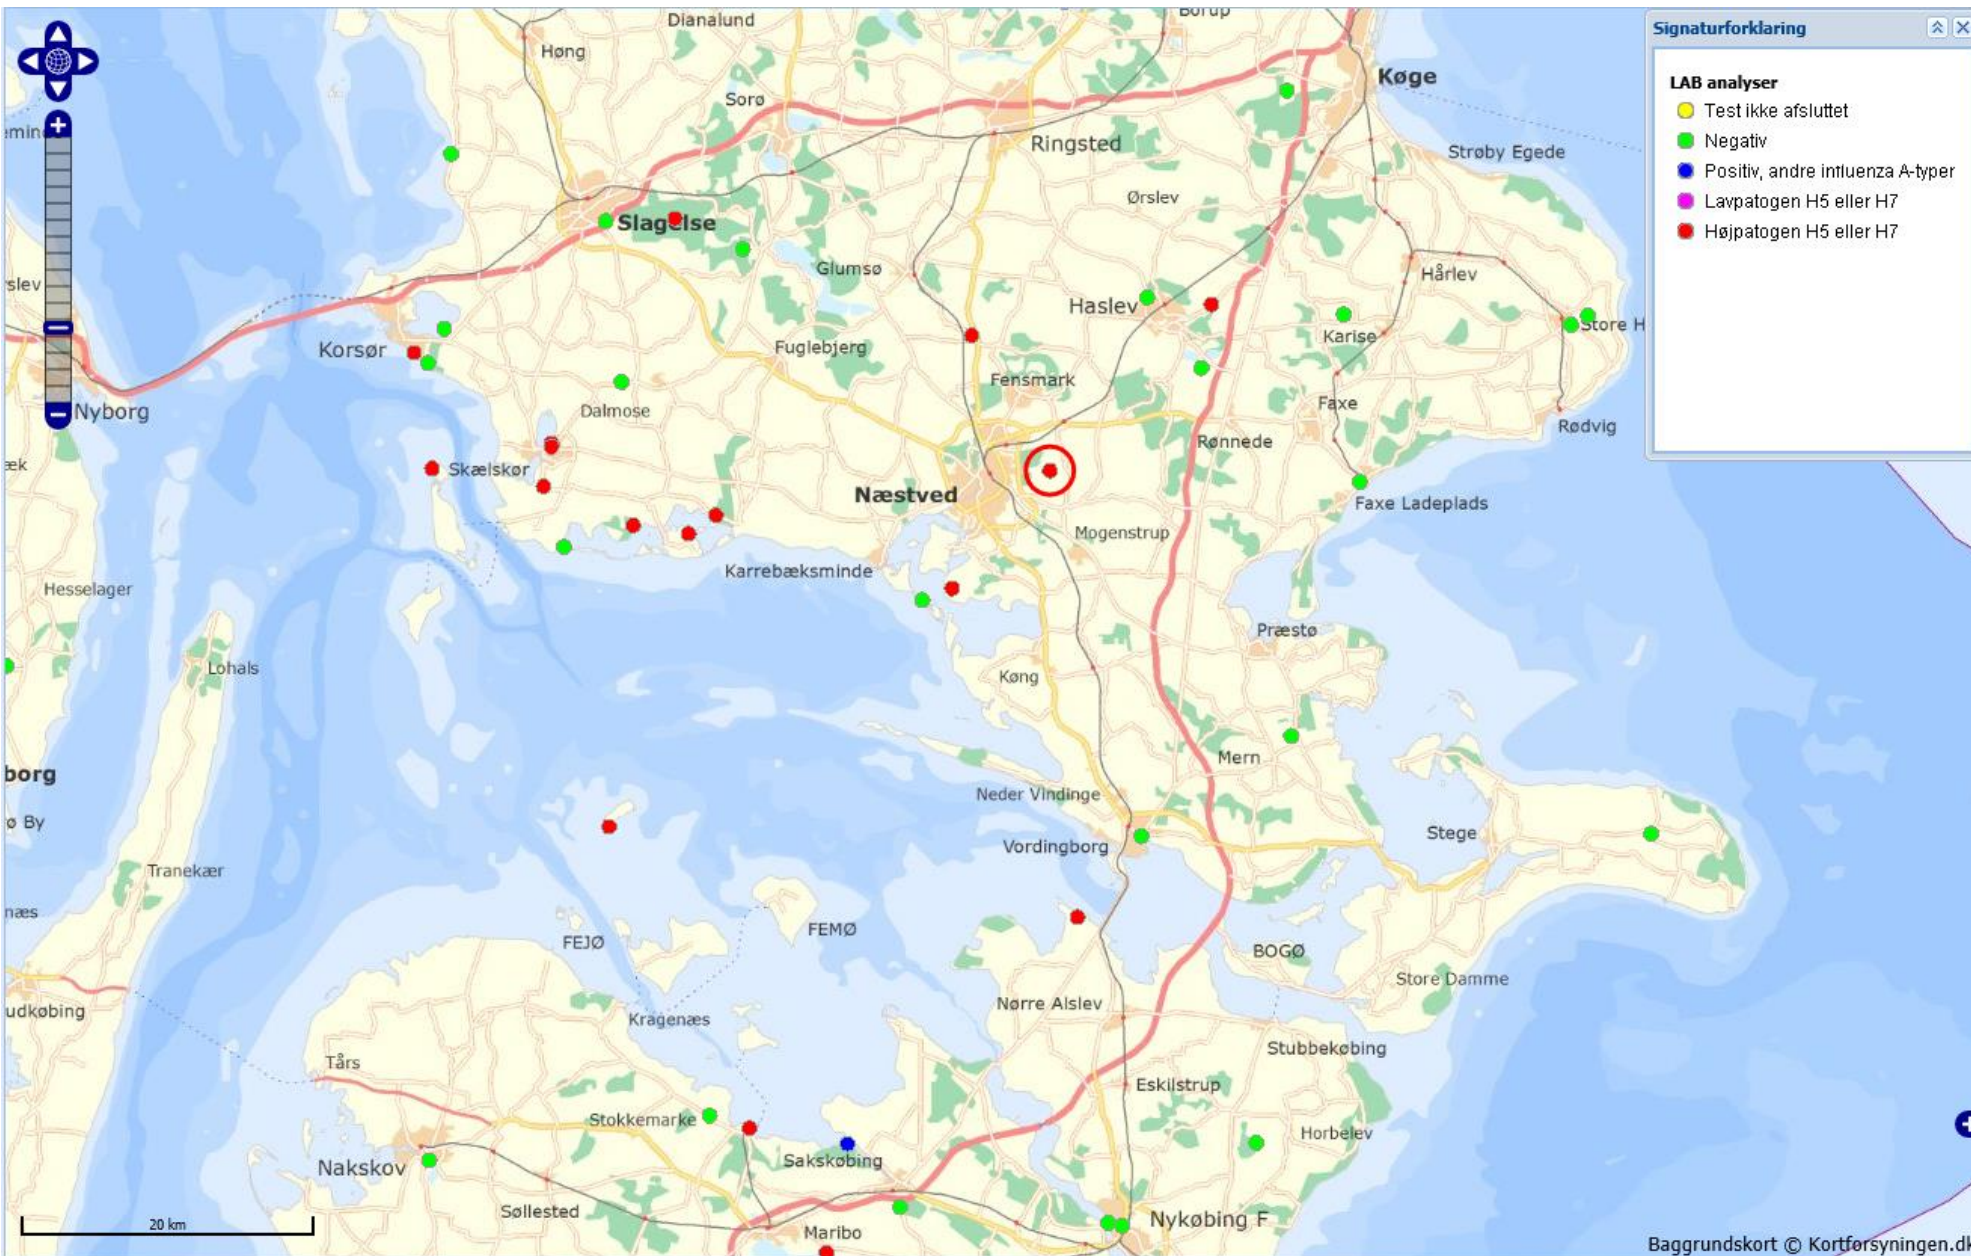 Dianalund
Borup
Høng
Køge
Sorø
Ringsted
Strøby Egede
Ørslev
Slagelse
Glumsø
Hårlev
Haslev
Korsør
Fuglebjerg
Karise
Store H
Fensmark
Nyborg
Dalmose
Faxe
Rødvig
Rønnede
Skælskør
Næstved
Faxe Ladeplads
Mogenstrup
Karrebæksminde
Hesselager
Præstø
Lohals
Køng
Mern
borg
Neder Vindinge
ø By
Stege
Vordingborg
Tranekær
næs
FEJØ
FEMØ
BOGØ
Store Damme
Nørre Alslev
udkøbing
Kragenæs
Stubbekøbing
Tårs
Eskilstrup
Stokkemarke
Horbelev
Sakskøbing
Nakskov
Søllested
Nykøbing F
Maribo
20 km
Signaturforklaring
LAB analyser
Test ikke afsluttet
Negativ
Positiv, andre influenza A-typer
Lavpatogen H5 eller H7
Højpatogen H5 eller H7
Baggrundskort © Kortforsyningen.dk